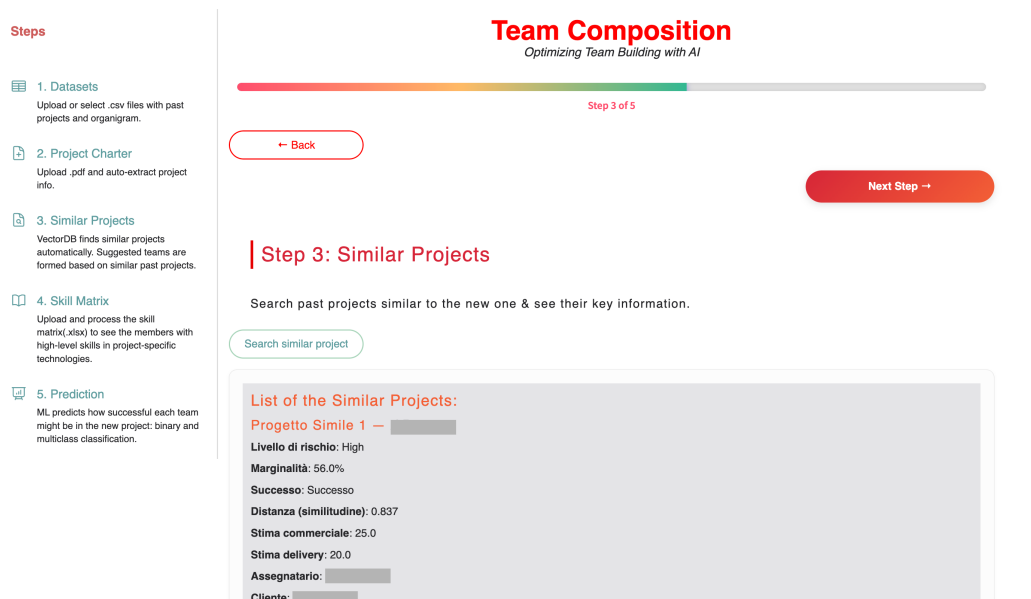 Steps
1. Datasets
Upload or select .csv files with past
projects and organigram.
2. Project Charter
Upload .pdf and auto-extract project
info.
3. Similar Projects
VectorDB finds similar projects
automatically. Suggested teams are
formed based on similar past projects.
4. Skill Matrix
Upload and process the skill
matrix(.xlsx) to see the members with
high-level skills in project-specific
technologies.
5. Prediction
ML predicts how successful each team
might be in the new project: binary and
multiclass classification.
Team Composition
Optimizing Team Building with AI
Step 3 of 5
← Back
Next Step →
Step 3: Similar Projects
Search past projects similar to the new one & see their key information.
Search similar project
List of the Similar Projects:
Progetto Simile 1 —
Livello di rischio: High
Marginalità: 56.0%
Successo: Successo
Distanza (similitudine): 0.837
Stima commerciale: 25.0
Stima delivery: 20.0
Assegnatario:
Cliente: